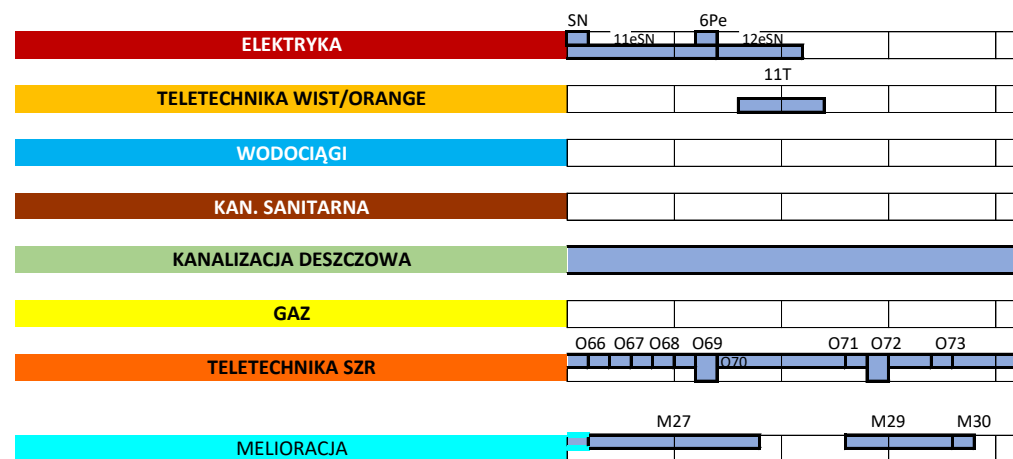 SN 6Pe
ELEKTRYKA 11eSN 12eSN
11T
TELETECHNIKA WIST/ORANGE
WODOCIĄGI
KAN. SANITARNA
KANALIZACJA DESZCZOWA
GAZ
O66 O67 O68 O69 O71 O72 O73
TELETECHNIKA SZR O70
M27 M29 M30
MELIORACJA